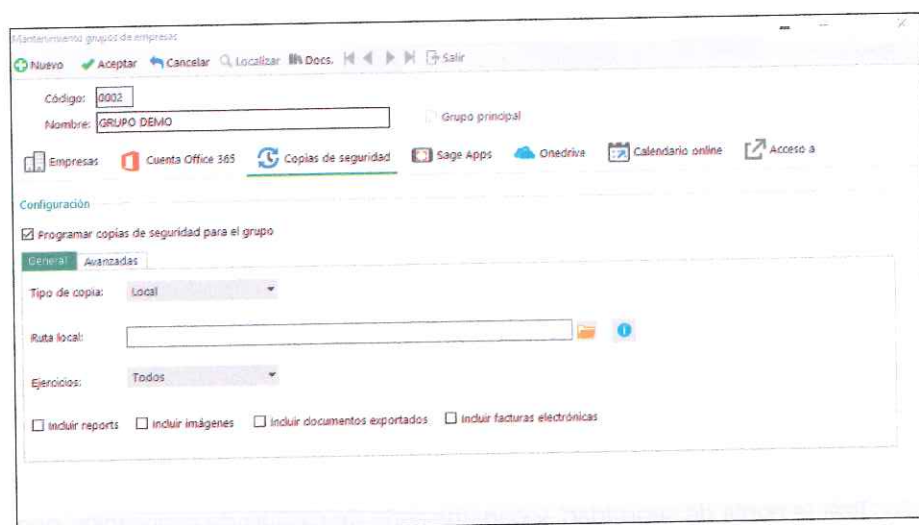 Mantenimiento grupos de empresas
Nuevo Aceptar Cancelar Localizar Docs. Salir
Código: 0002
Nombre: GRUPO DEMO Grupo principal
Empresas Cuenta Office 365 Copias de seguridad Sage Apps Onedrive Calendario online Acceso a
Configuración
Programar copias de seguridad para el grupo
General Avanzadas
Tipo de copia: Local
Ruta local:
Ejercicios: Todos
Incluir reports Incluir imágenes Incluir documentos exportados Incluir facturas electrónicas